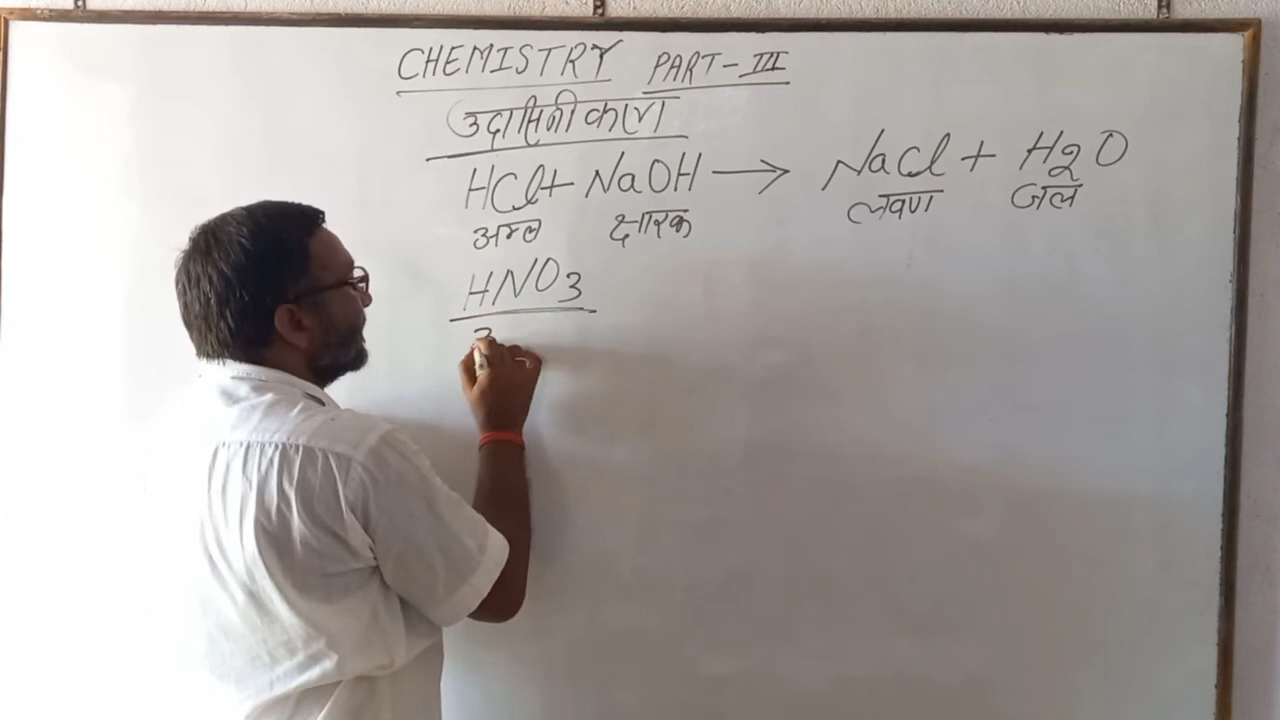 CHEMISTRY PART-III
उदासिनीकरण
HCl + NaOH → NaCl + H2O
अम्ल क्षारक लवण जल
HNO3